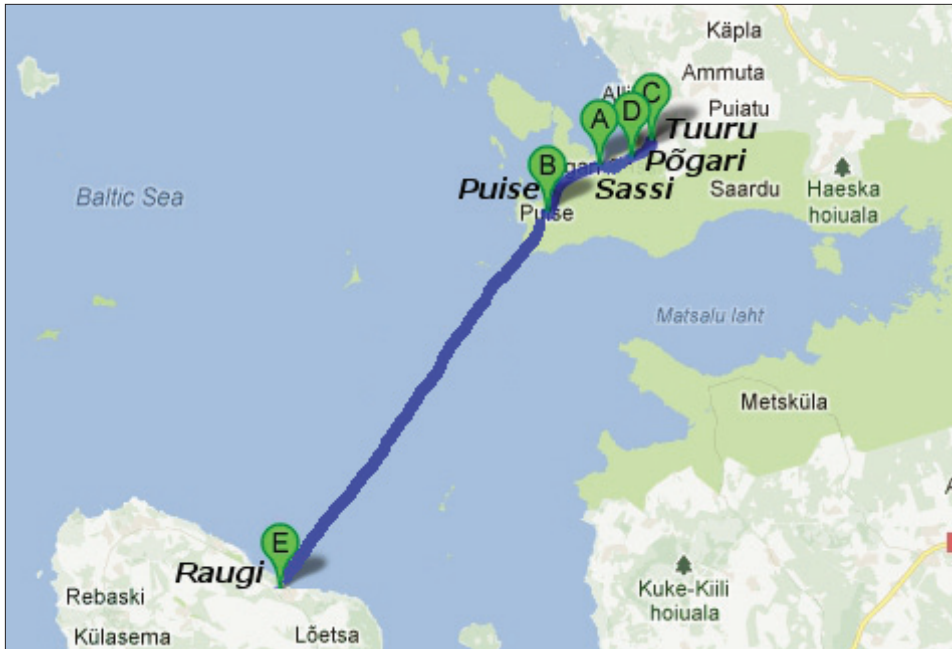 Käpla
Ammuta
C
D
A
Puiatu
Tuuru
Põgari
B
Puise
Sassi
Saardu
Haeska
hoiuala
Baltic Sea
Puise
Matsalu laht
Metsküla
E
Raugi
Rebaski
Külasema
Lõetsa
Kuke-Kiili
hoiuala